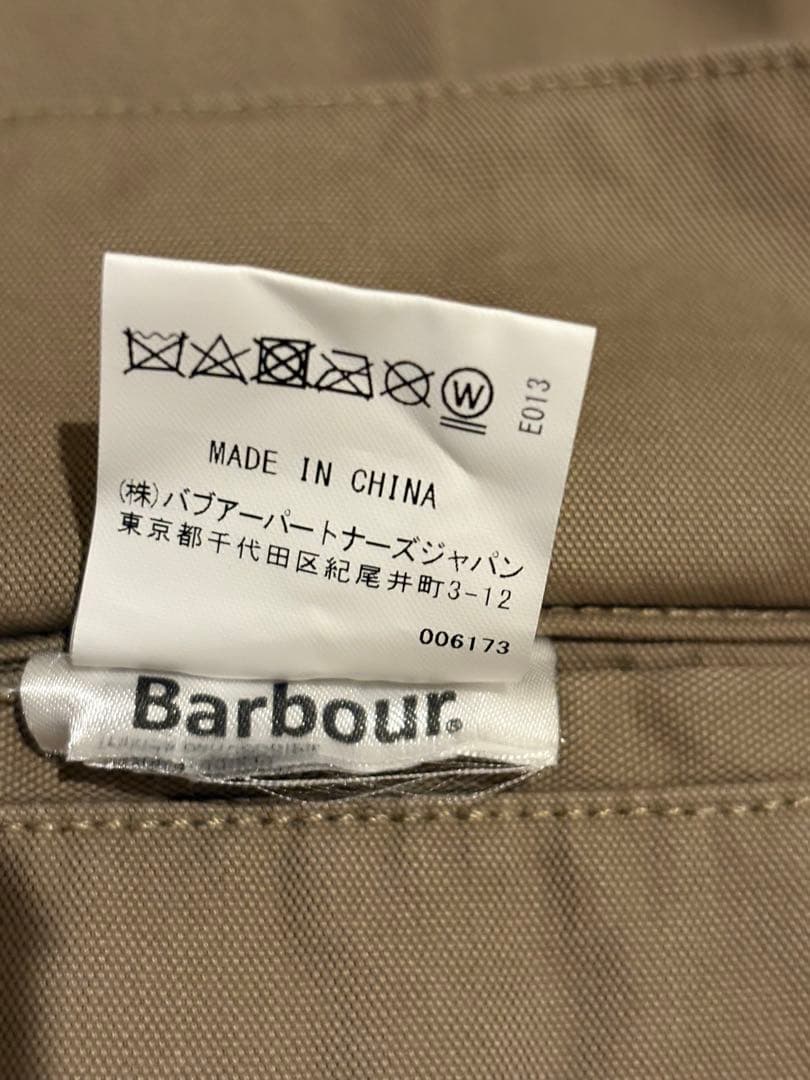 W
E013
MADE IN CHINA
(株)バブアーパートナーズジャパン
東京都千代田区紀尾井町3-12
006173
Barbour®